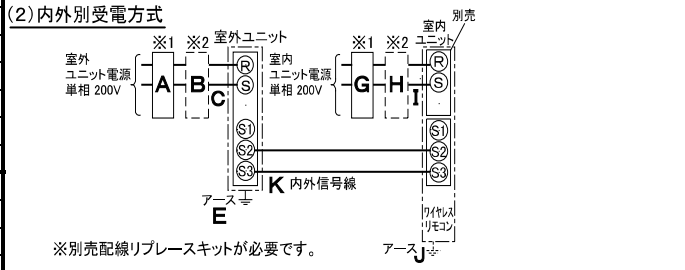 (2)内外別受電方式
※1 ※2 室外ユニット
室外
ユニット電源
単相 200V
A B C
R
S
S1
S2
S3
アース
E
K 内外信号線
※1 ※2
室内
ユニット
別売
室内
ユニット電源
単相 200V
G H I
R
S
S1
S2
S3
ワイヤレス
リモコン
アース J
※別売配線リプレースキットが必要です。